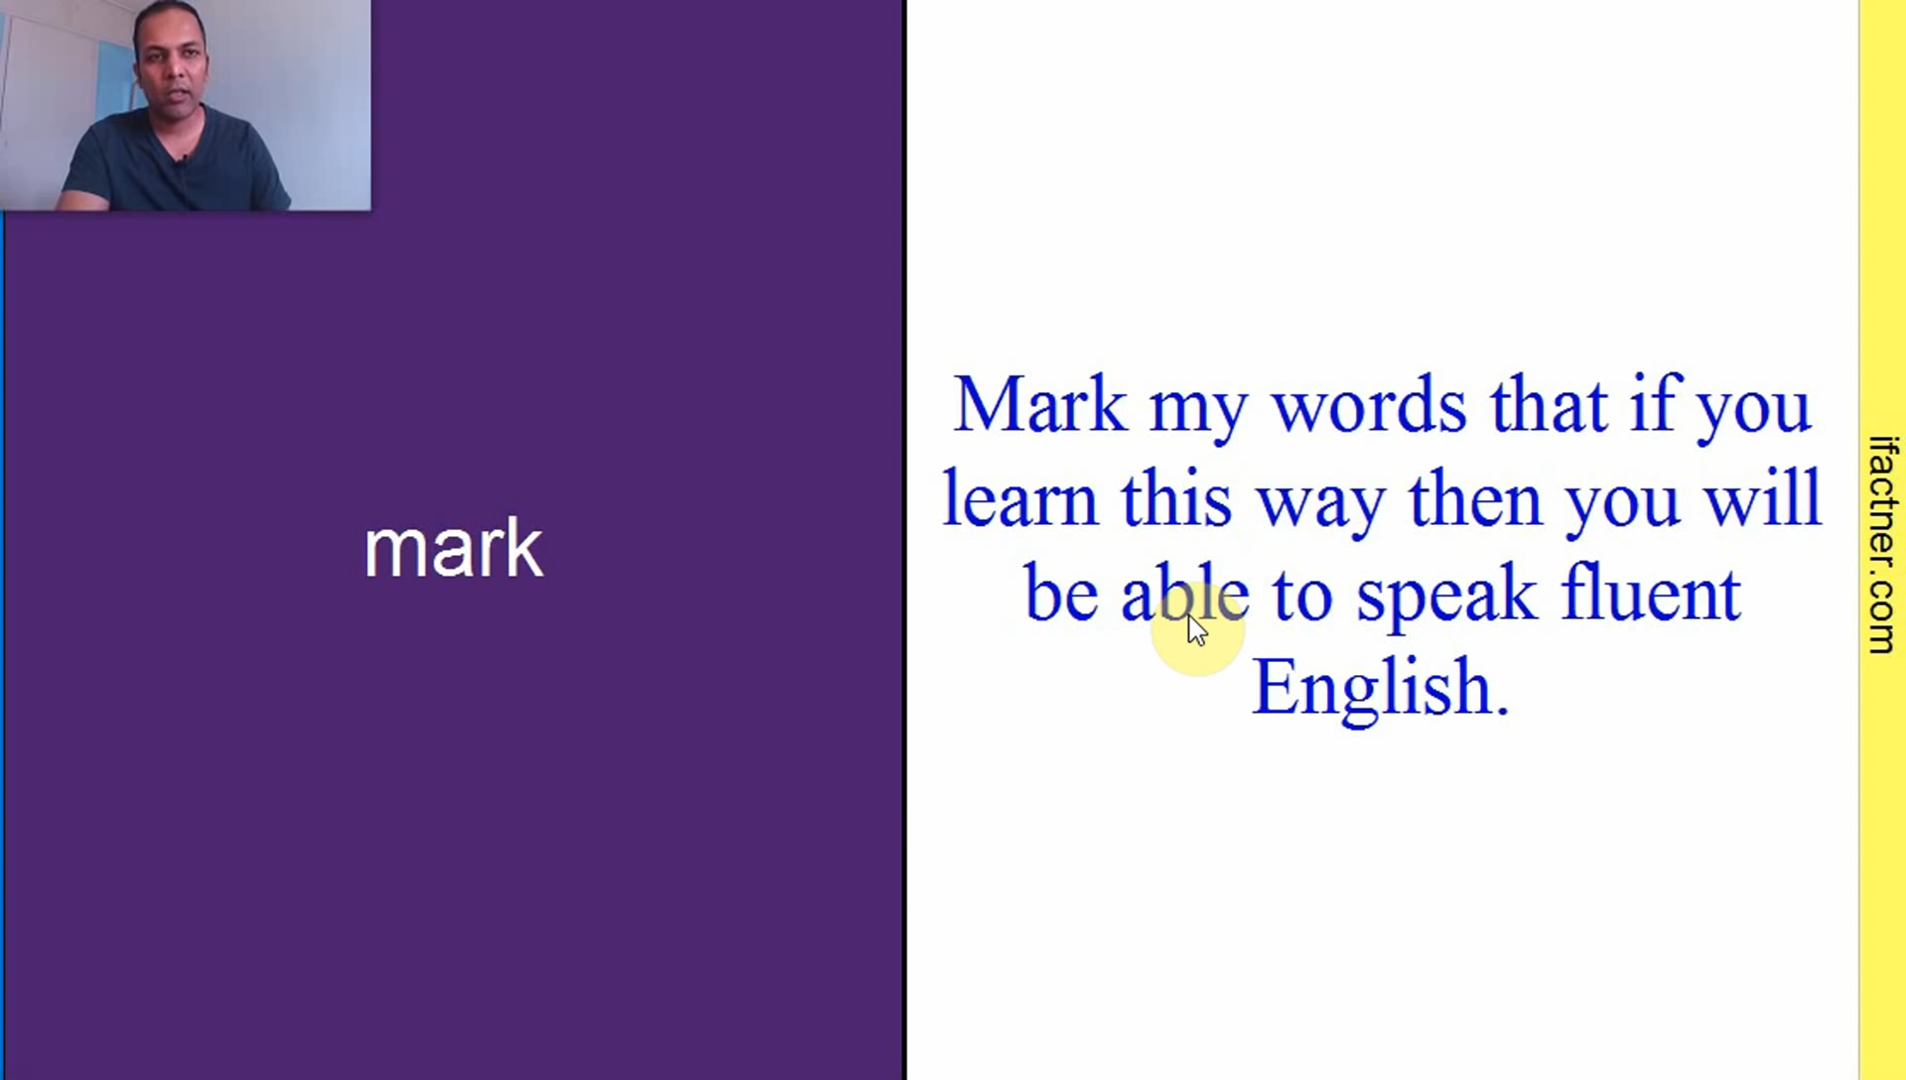 mark
Mark my words that if you
learn this way then you will
be able to speak fluent
English.
ifactner.com